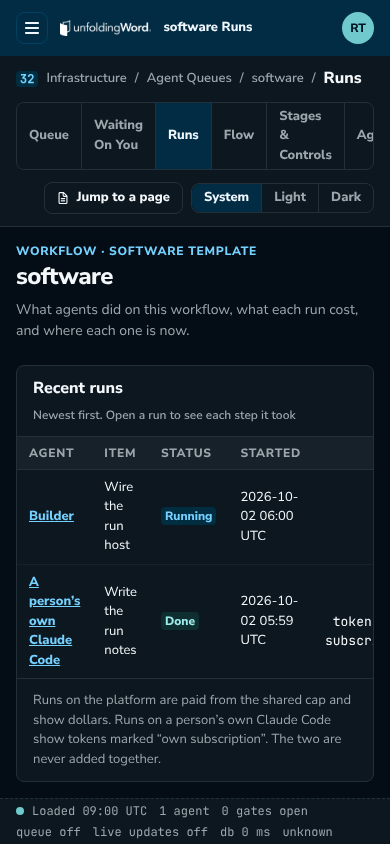 unfoldingWord. software Runs RT
32 Infrastructure / Agent Queues / software / Runs
Queue Waiting On You Runs Flow Stages & Controls
Jump to a page System Light Dark
WORKFLOW · SOFTWARE TEMPLATE
software
What agents did on this workflow, what each run cost,
and where each one is now.
Recent runs
Newest first. Open a run to see each step it took
AGENT ITEM STATUS STARTED
Builder Wire the run host Running 2026-10-02 06:00 UTC
A person’s own Claude Code Write the run notes Done 2026-10-02 05:59 UTC
Runs on the platform are paid from the shared cap and
show dollars. Runs on a person’s own Claude Code
show tokens marked “own subscription”. The two are
never added together.
Loaded 09:00 UTC 1 agent 0 gates open
queue off live updates off db 0 ms unknown